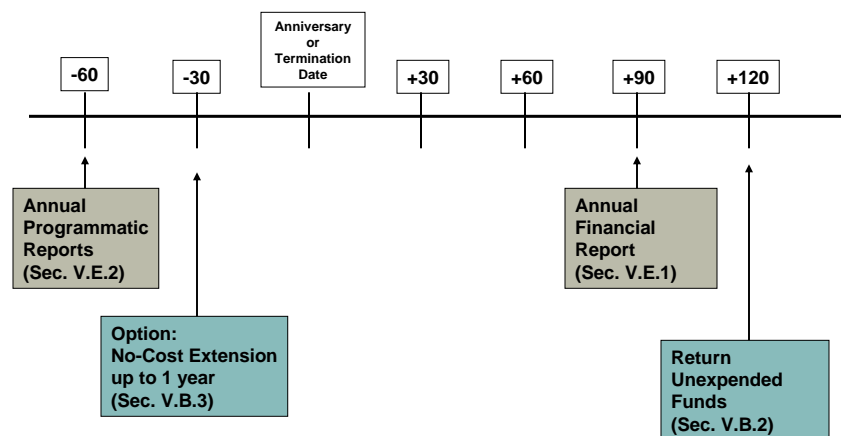 Anniversary
or
Termination
Date
-60
-30
+30
+60
+90
+120
Annual
Programmatic
Reports
(Sec. V.E.2)
Annual
Financial
Report
(Sec. V.E.1)
Option:
No-Cost Extension
up to 1 year
(Sec. V.B.3)
Return
Unexpended
Funds
(Sec. V.B.2)